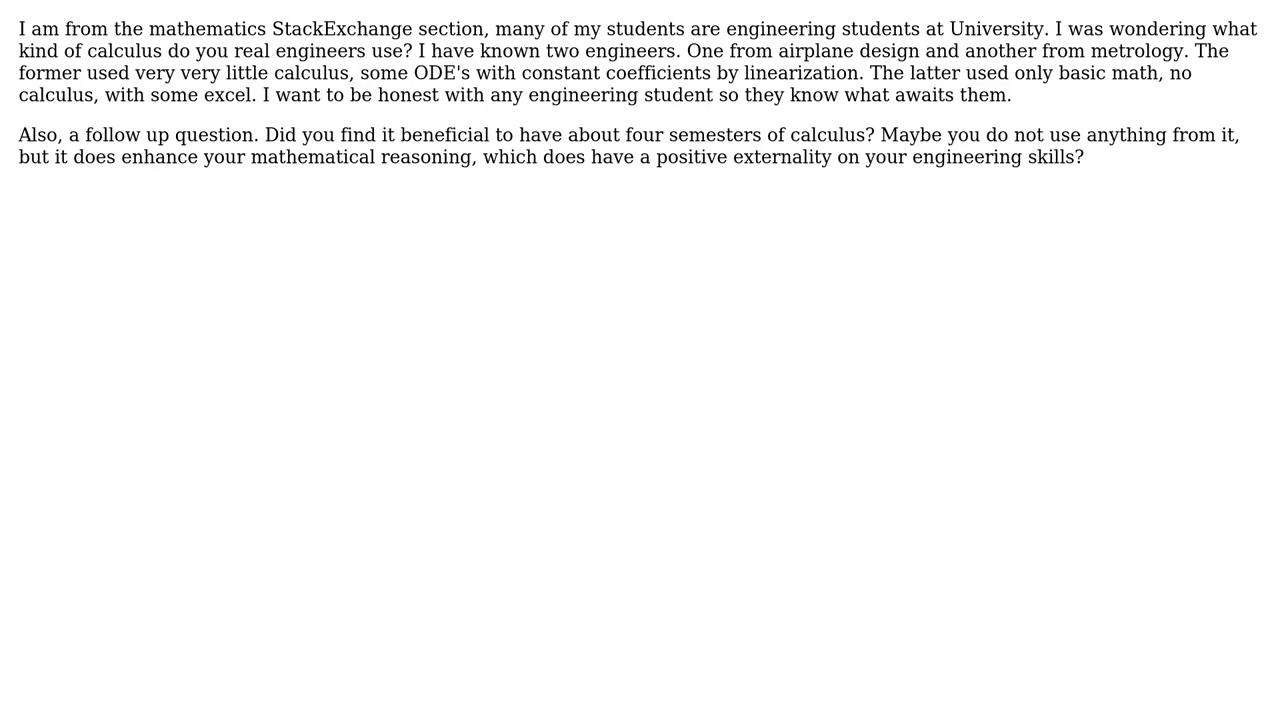 I am from the mathematics StackExchange section, many of my students are engineering students at University. I was wondering what
kind of calculus do you real engineers use? I have known two engineers. One from airplane design and another from metrology. The
former used very very little calculus, some ODE's with constant coefficients by linearization. The latter used only basic math, no
calculus, with some excel. I want to be honest with any engineering student so they know what awaits them.
Also, a follow up question. Did you find it beneficial to have about four semesters of calculus? Maybe you do not use anything from it,
but it does enhance your mathematical reasoning, which does have a positive externality on your engineering skills?